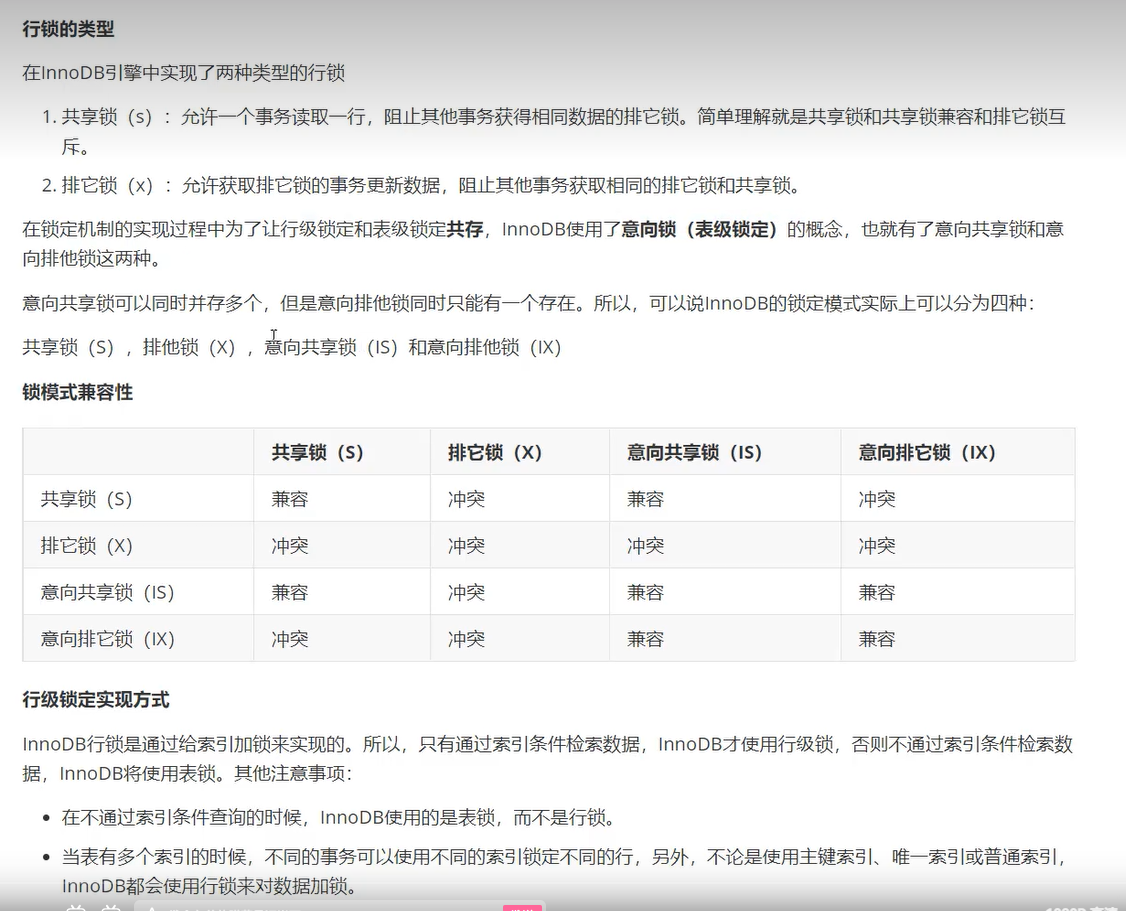 行锁的类型
在InnoDB引擎中实现了两种类型的行锁
1. 共享锁（s）：允许一个事务读取一行，阻止其他事务获得相同数据的排它锁。简单理解就是共享锁和共享锁兼容和排它锁互
斥。
2. 排它锁（x）：允许获取排它锁的事务更新数据，阻止其他事务获取相同的排它锁和共享锁。
在锁定机制的实现过程中为了让行级锁定和表级锁定共存，InnoDB使用了意向锁（表级锁定）的概念，也就有了意向共享锁和意
向排他锁这两种。
意向共享锁可以同时并存多个，但是意向排他锁同时只能有一个存在。所以，可以说InnoDB的锁定模式实际上可以分为四种：
共享锁（S），排他锁（X），意向共享锁（IS）和意向排他锁（IX）
锁模式兼容性
共享锁（S） 排它锁（X） 意向共享锁（IS） 意向排它锁（IX）
共享锁（S） 兼容 冲突 兼容 冲突
排它锁（X） 冲突 冲突 冲突 冲突
意向共享锁（IS） 兼容 冲突 兼容 兼容
意向排它锁（IX） 冲突 冲突 兼容 兼容
行级锁定实现方式
InnoDB行锁是通过给索引加锁来实现的。所以，只有通过索引条件检索数据，InnoDB才使用行级锁，否则不通过索引条件检索数
据，InnoDB将使用表锁。其他注意事项：
• 在不通过索引条件查询的时候，InnoDB使用的是表锁，而不是行锁。
• 当表有多个索引的时候，不同的事务可以使用不同的索引锁定不同的行，另外，不论是使用主键索引、唯一索引或普通索引，
InnoDB都会使用行锁来对数据加锁。